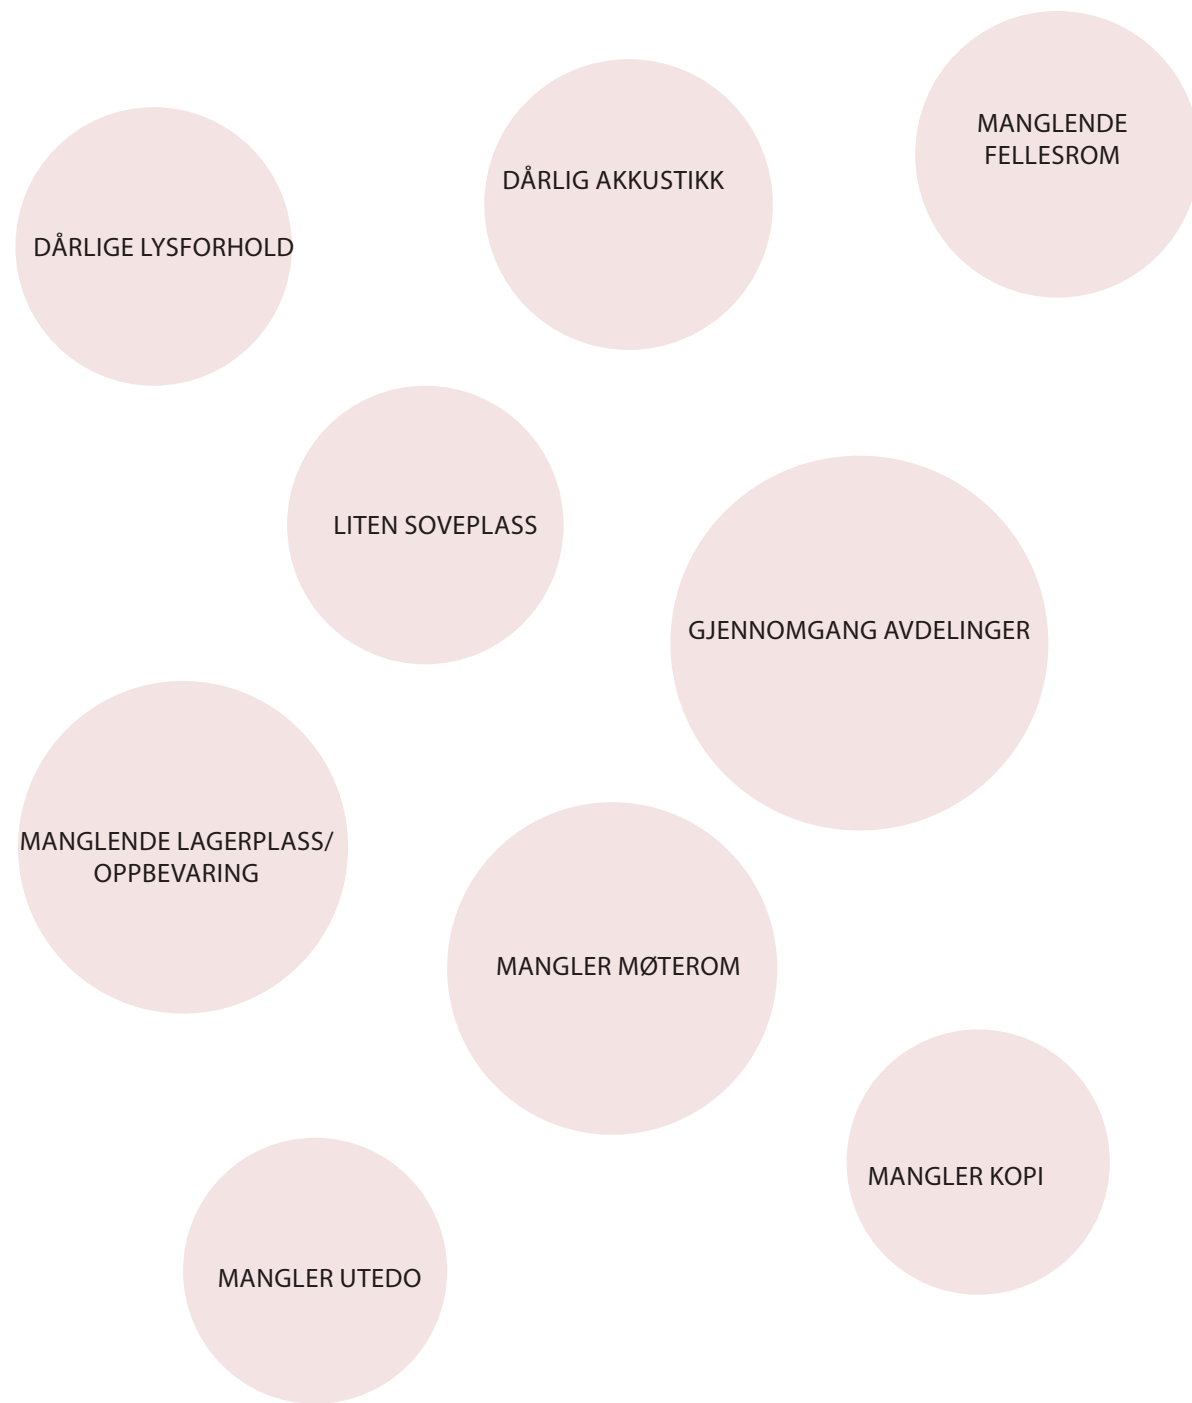 MANGLENDE
FELLESROM
DÅRLIG AKKUSTIKK
DÅRLIGE LYSFORHOLD
LITEN SOVEPLASS
GJENNOMGANG AVDELINGER
MANGLENDE LAGERPLASS/
OPPBEVARING
MANGLER MØTEROM
MANGLER KOPI
MANGLER UTEDO